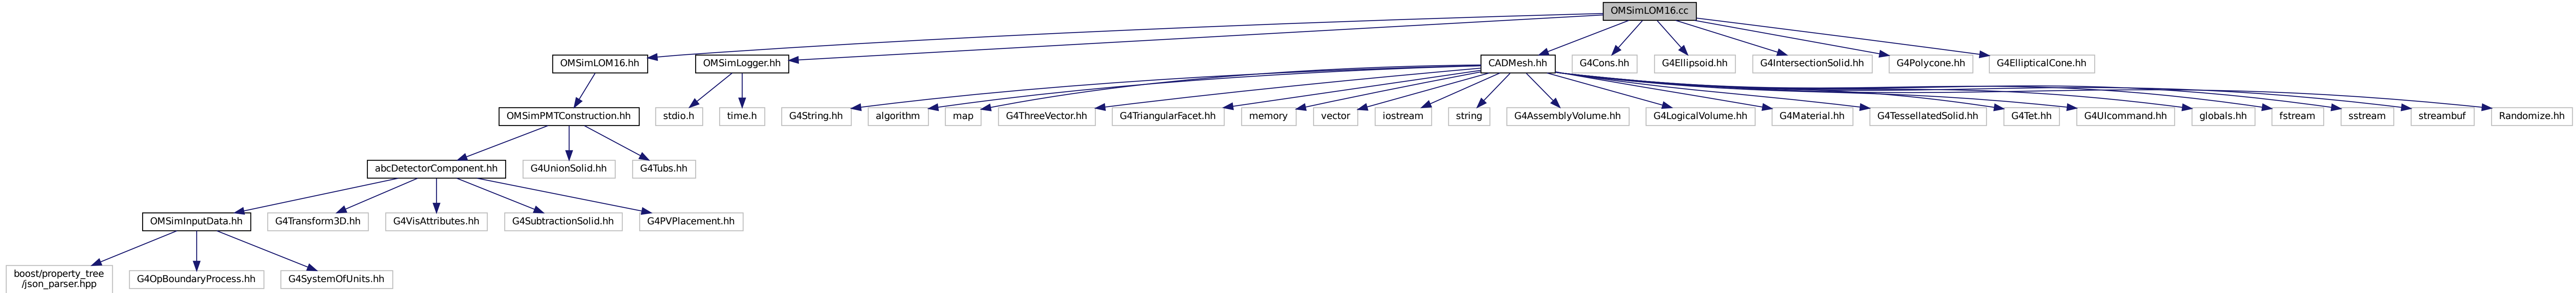 OMSimLOM16.cc
OMSimLOM16.hh
OMSimLogger.hh
CADMesh.hh
G4Cons.hh
G4Ellipsoid.hh
G4IntersectionSolid.hh
G4Polycone.hh
G4EllipticalCone.hh
OMSimPMTConstruction.hh
stdio.h
time.h
G4String.hh
algorithm
map
G4ThreeVector.hh
G4TriangularFacet.hh
memory
vector
iostream
string
G4AssemblyVolume.hh
G4LogicalVolume.hh
G4Material.hh
G4TessellatedSolid.hh
G4Tet.hh
G4UIcommand.hh
globals.hh
fstream
sstream
streambuf
Randomize.hh
abcDetectorComponent.hh
G4UnionSolid.hh
G4Tubs.hh
OMSimInputData.hh
G4Transform3D.hh
G4VisAttributes.hh
G4SubtractionSolid.hh
G4PVPlacement.hh
boost/property_tree
/json_parser.hpp
G4OpBoundaryProcess.hh
G4SystemOfUnits.hh